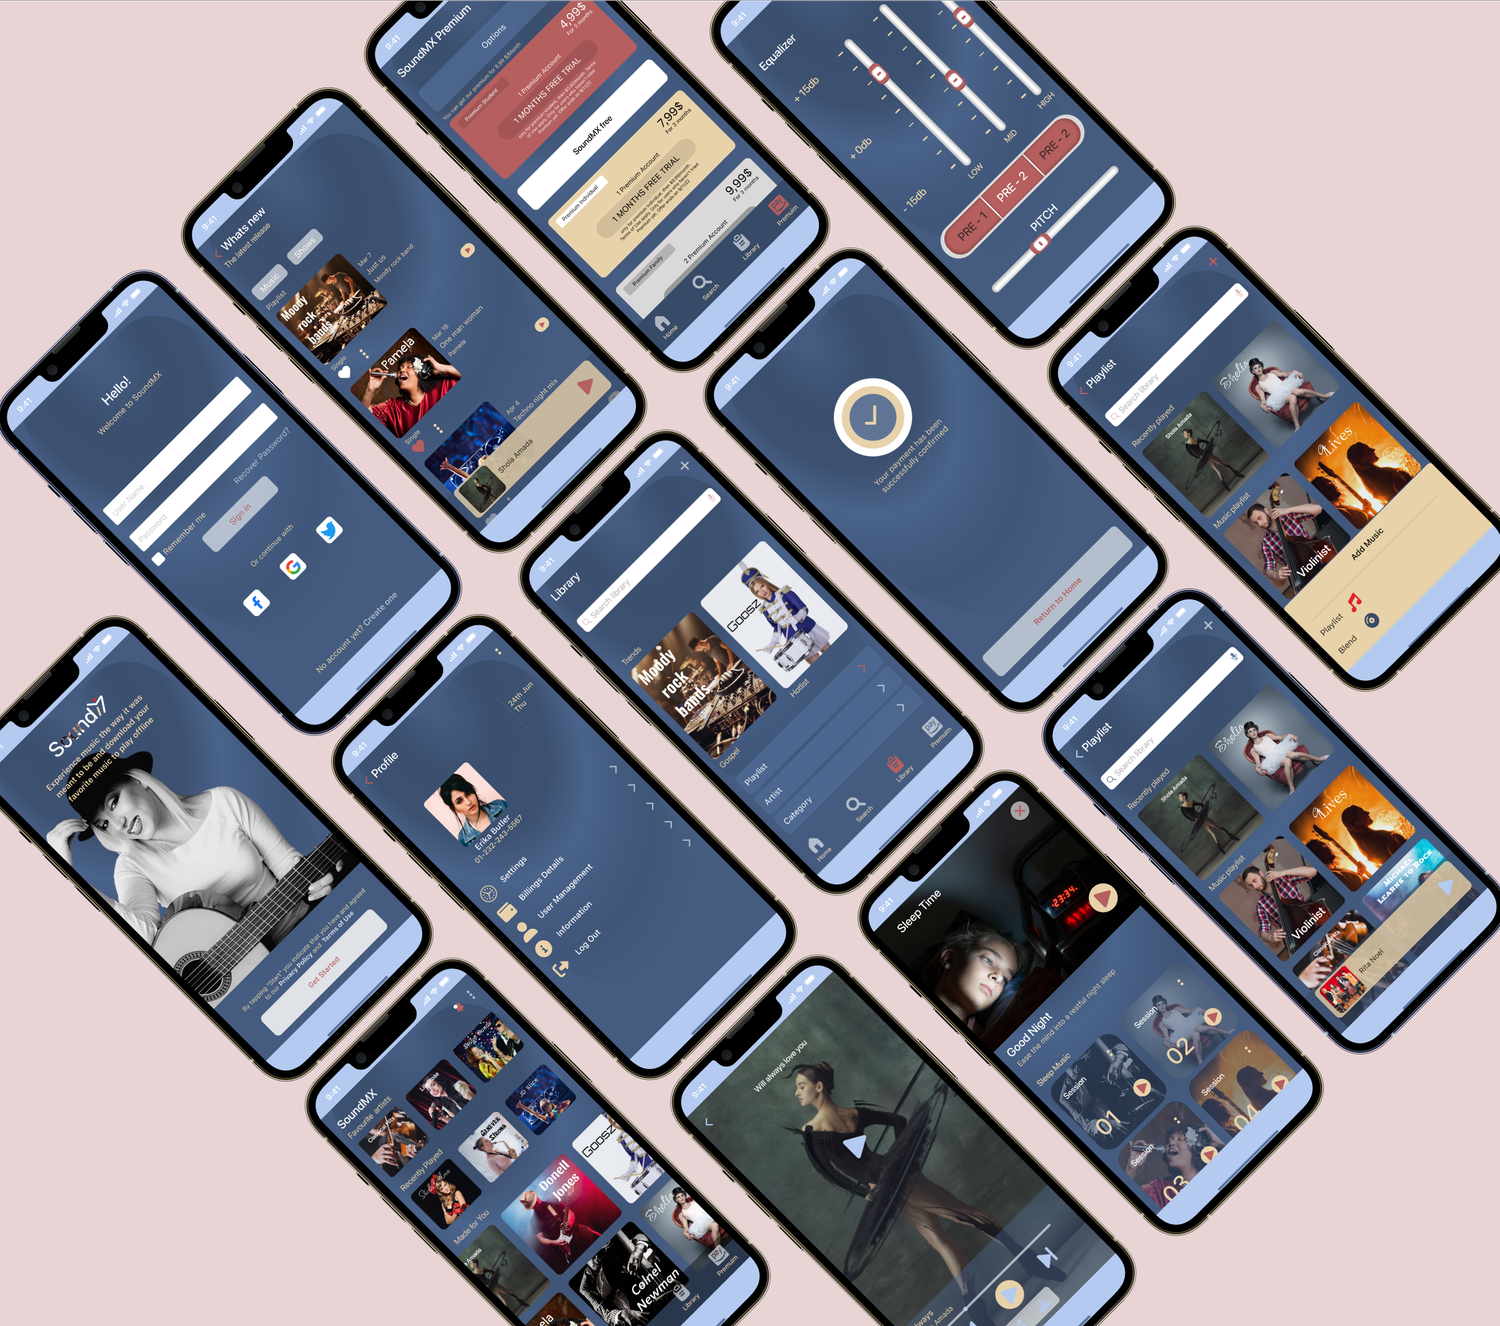 9:41
SoundMX Premium
Options
You can get our premium for 6.99 $/Month
4,99$
For 3 months
Premium Student
1 Premium Account
1 MONTHS FREE TRIAL
SoundMX free
7,99$
For 3 months
Premium Individual
1 Premium Account
1 MONTHS FREE TRIAL
9,99$
For 3 months
Premium Family
2 Premium Account
Home
Search
Library
Premuim
Equalizer
+ 15db
+ 0db
- 15db
LOW
MID
HIGH
PRE - 1
PRE - 2
PRE - 2
PITCH
9:41
Whats new
The latest release
Music
Shows
Playlist
Moody
rock
bands
Mar 7
Just us
Moody rock band
Single
Pamela
Mar 18
One man woman
Pamela
Single
Apr 4
Techno night mix
Shola Amada
9:41
Hello!
Welcome to SoundMX
User Name
Password
Recover Password?
Remember me
Sign in
Or continue with
No account yet? Create one
9:41
Your payment has been
successfully confirmed
Return to Home
9:41
Playlist
Search library
Recently played
Shola Amada
Shelia
Music playlist
Violinist
9Lives
Add Music
Playlist
Blend
9:41
Library
Search library
Trends
Moody
rock
bands
Goosz
Gospel
Hotlist
Playlist
Artist
Category
Home
Search
Library
Premuim
Sound
Experience music the way it was
meant to be and download your
favorite music to play offline
By tapping "Start" you indicate that you have and agreed
to our Privacy Policy and Terms of Use
Get Started
9:41
Profile
24th Jun
Thu
Erika Butler
01-232-243-5567
Settings
Billings Details
User Management
Information
Log Out
9:41
Playlist
Search library
Recently played
Shola Amada
Shelia
Music playlist
Violinist
9Lives
MICHAEL
LEARNS TO ROCK
Rita Noel
9:41
Sleep Time
23:34
Good Night
Ease the mind into a restful night sleep
Sleep Music
Session
01
Session
02
Session
03
Session
04
9:41
SoundMX
Favourite artists
Recently Played
JD Slice
Made for You
Donell
Jones
Goosz
Amada
Colnel
Newman
Shelia
Library
Premuim
9:41
Will always love you
Amada